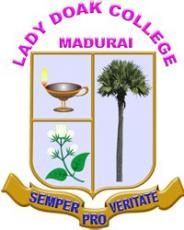 LADY DOAK COLLEGE
MADURAI
SEMPER PRO VERITATE